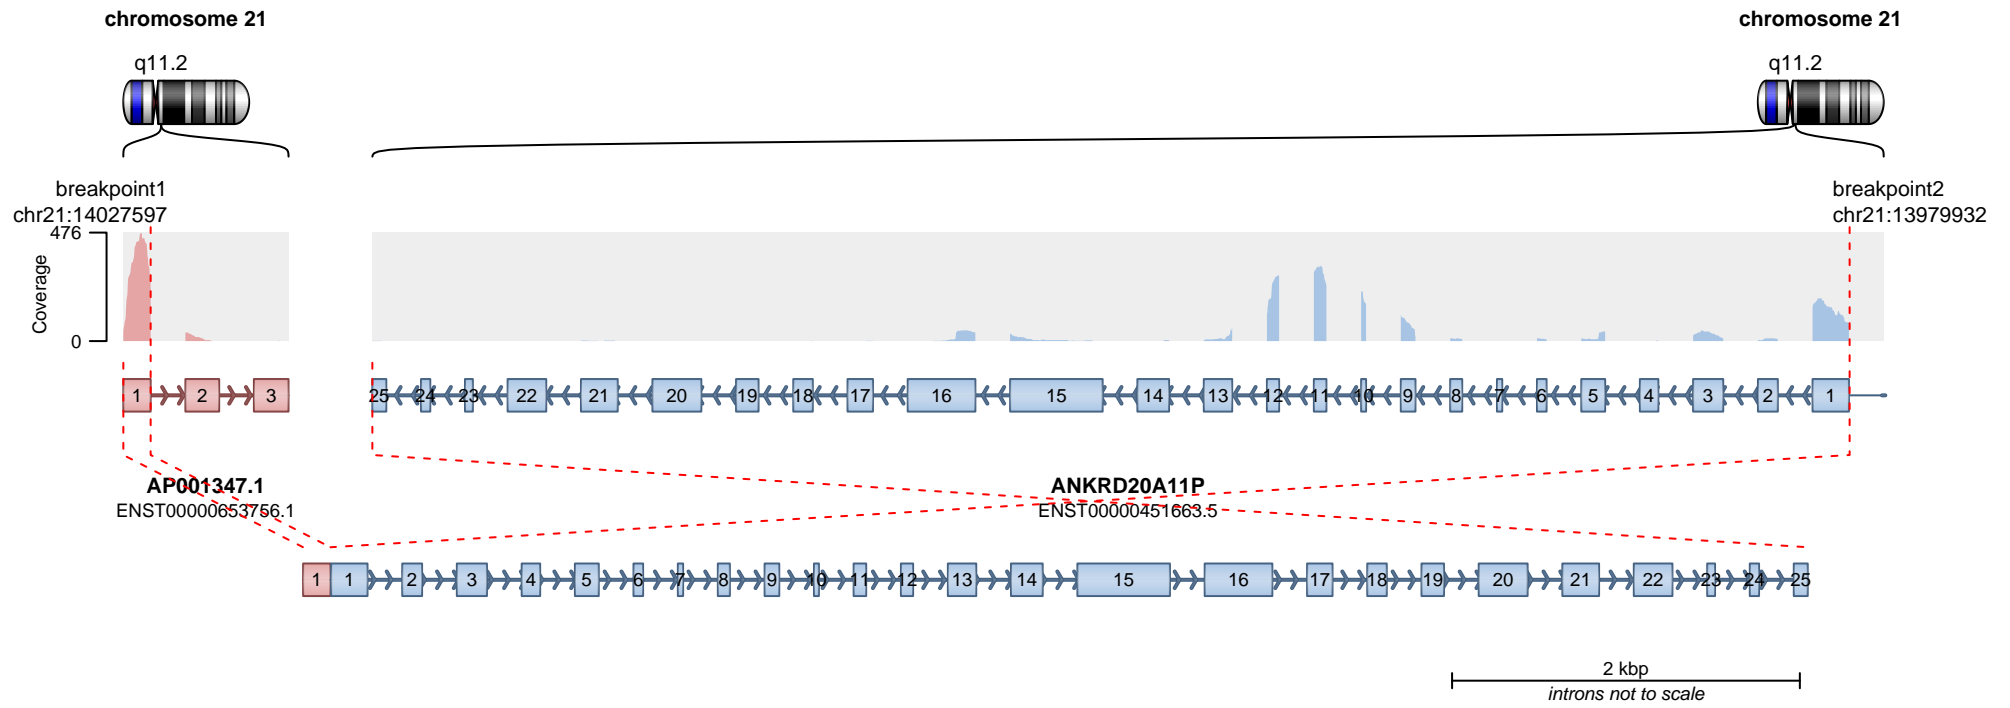 chromosome 21
chromosome 21
q11.2
q11.2
breakpoint1
chr21:14027597
breakpoint2
chr21:13979932
476
Coverage
0
1 2 3
25 24 23 22 21 20 19 18 17 16 15 14 13 12 11 10 9 8 7 6 5 4 3 2 1
AP001347.1
ENST00000653756.1
ANKRD20A11P
ENST00000451663.5
1 1 2 3 4 5 6 7 8 9 10 11 12 13 14 15 16 17 18 19 20 21 22 23 24 25
2 kbp
introns not to scale